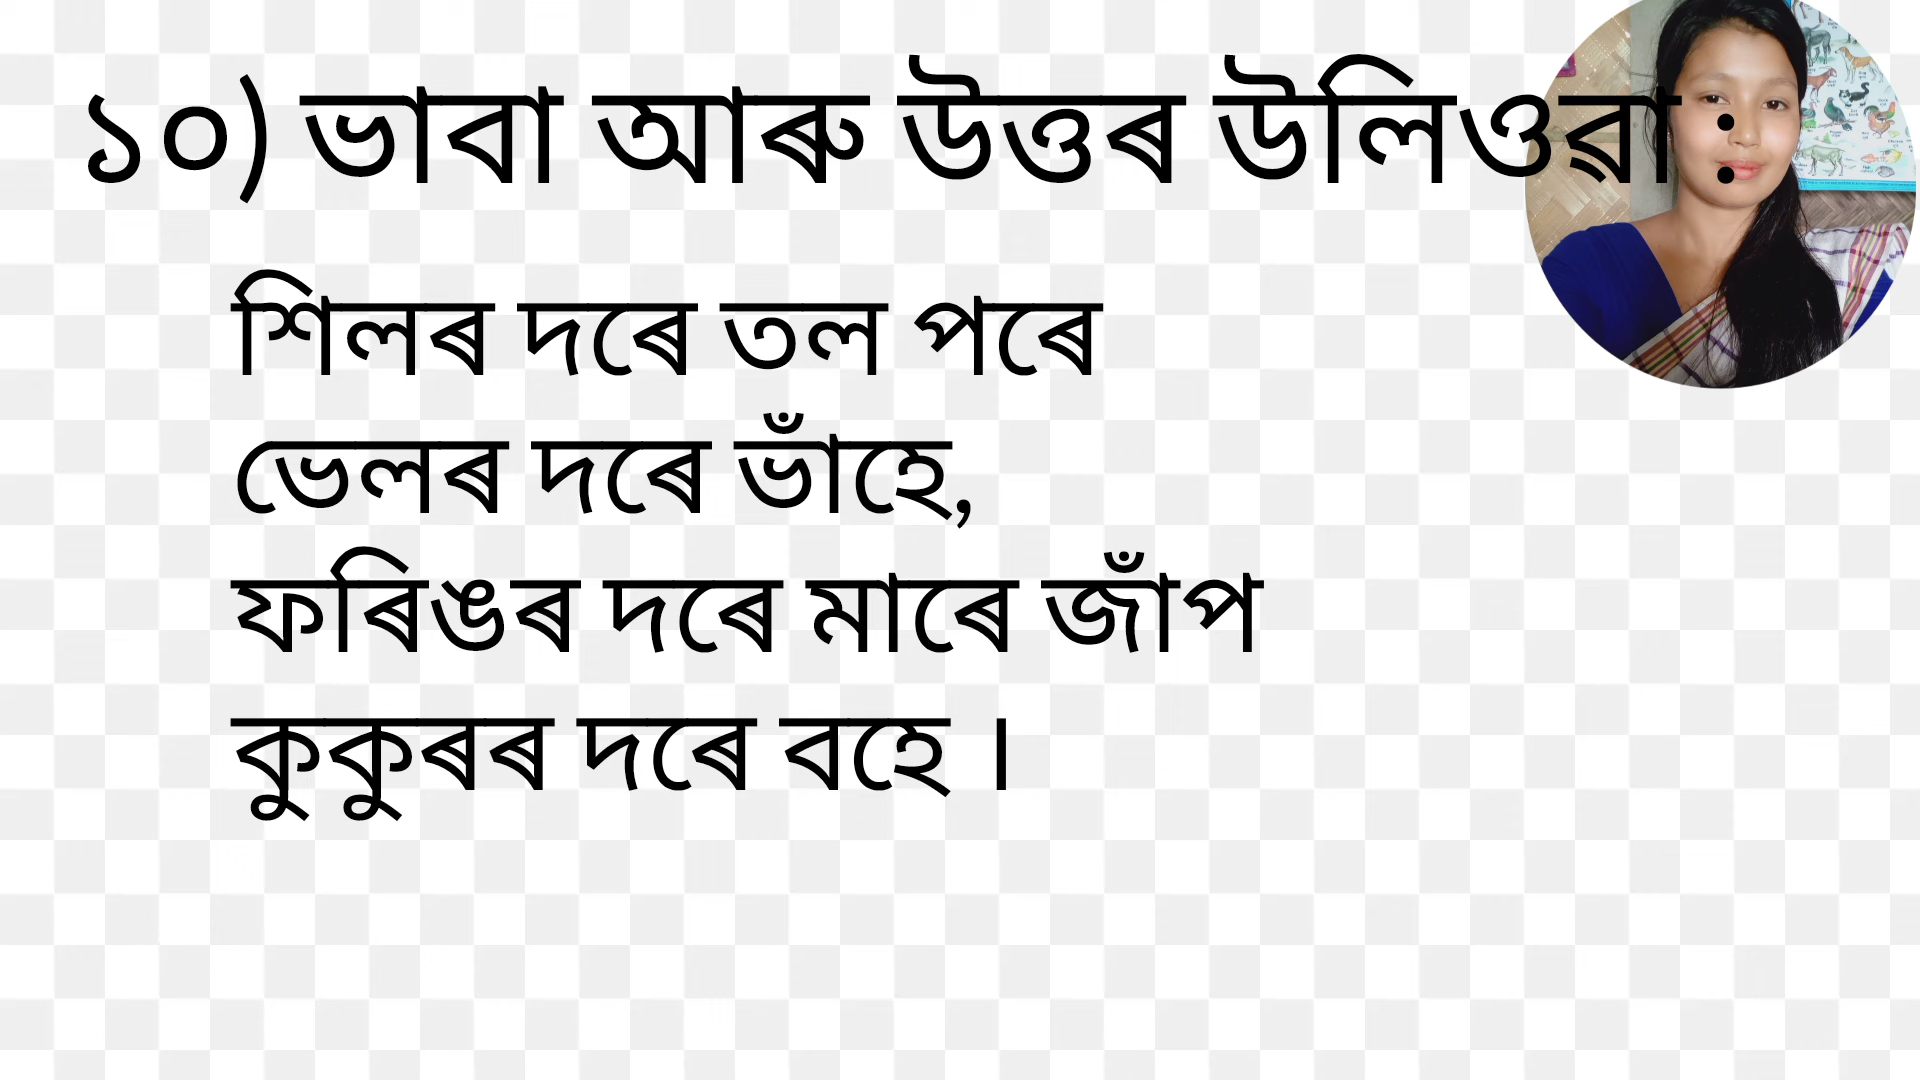 ১০) ভাবা আৰু উত্তৰ উলিওৱা :
শিলৰ দৰে তল পৰে
ভেলৰ দৰে ভাঁহে,
ফৰিঙৰ দৰে মাৰে জাঁপ
কুকুৰৰ দৰে বহে ।